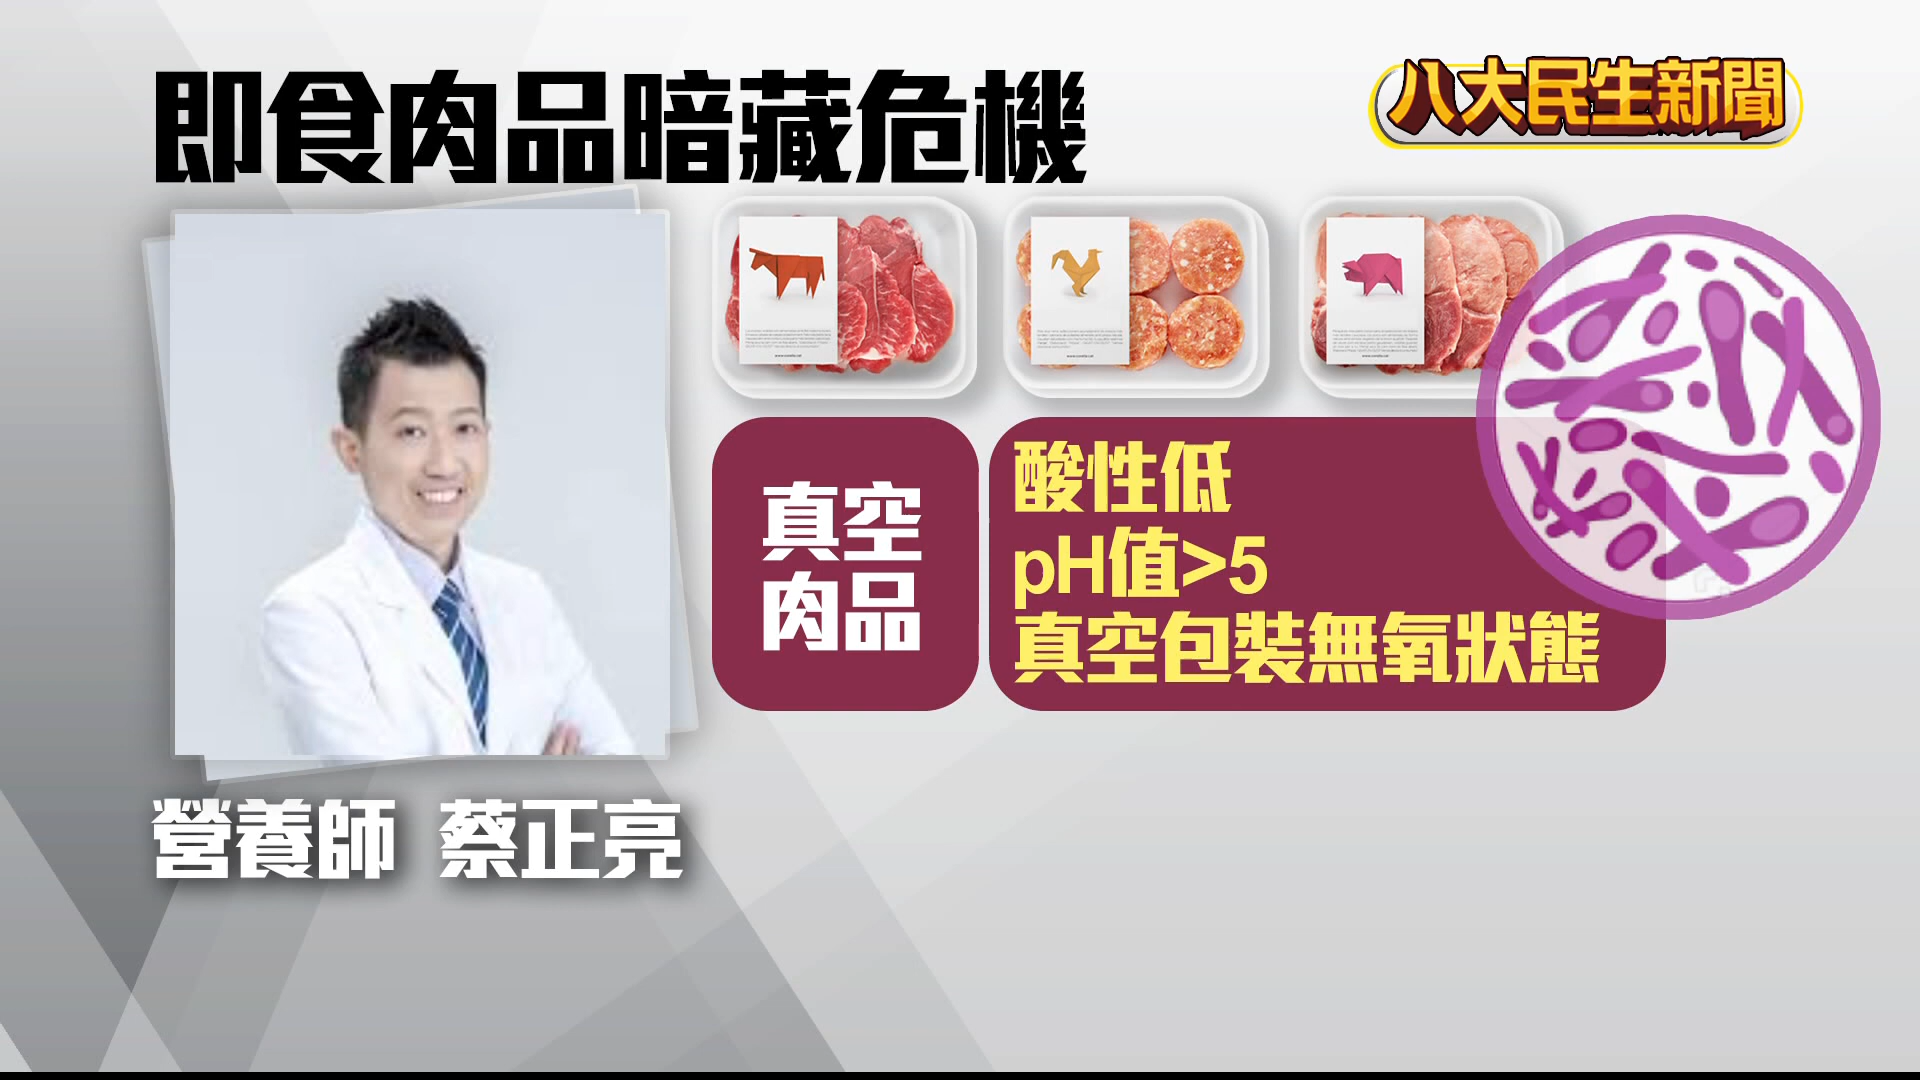 即食肉品暗藏危機
八大民生新聞
真空
肉品
酸性低
pH值>5
真空包裝無氧狀態
營養師 蔡正亮